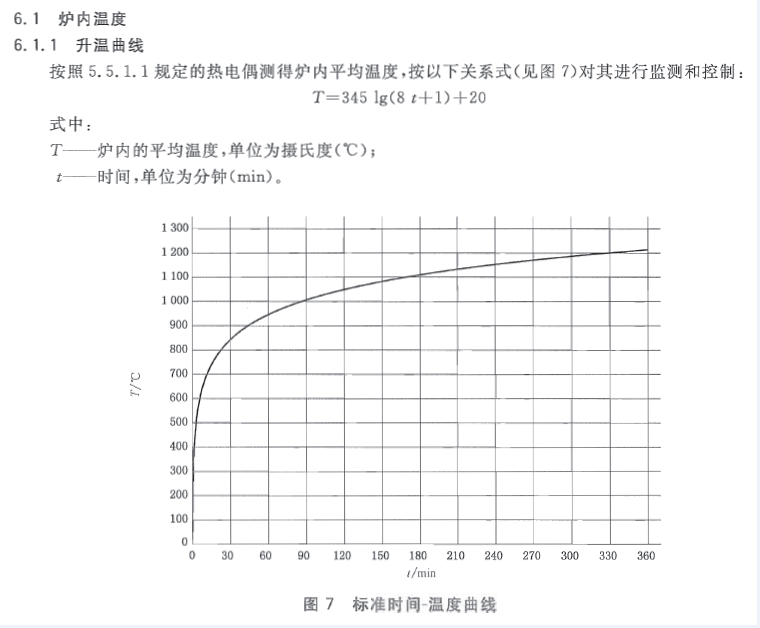 6.1 炉内温度
6.1.1 升温曲线
按照 5.5.1.1 规定的热电偶测得炉内平均温度,按以下关系式(见图 7)对其进行监测和控制:
T=345 lg(8 t+1)+20
式中:
T——炉内的平均温度,单位为摄氏度(℃);
t——时间,单位为分钟(min)。
1 300
1 200
1 100
1 000
900
800
700
600
500
400
300
200
100
0
T/℃
0 30 60 90 120 150 180 210 240 270 300 330 360
t/min
图 7 标准时间-温度曲线